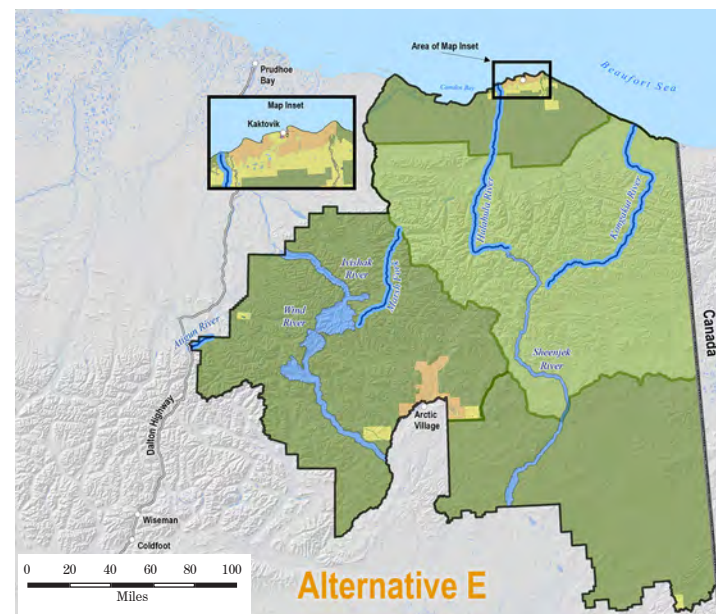 Area of Map Inset
Beaufort Sea
Prudhoe
Bay
Camden Bay
Map Inset
Kaktovik
Hulahula River
Kongakut River
Ivishak
River
Marsh Fork
Wind
River
Atigun River
Canada
Sheenjek
River
Dalton Highway
Arctic
Village
Wiseman
Coldfoot
0 20 40 60 80 100
Miles
Alternative E